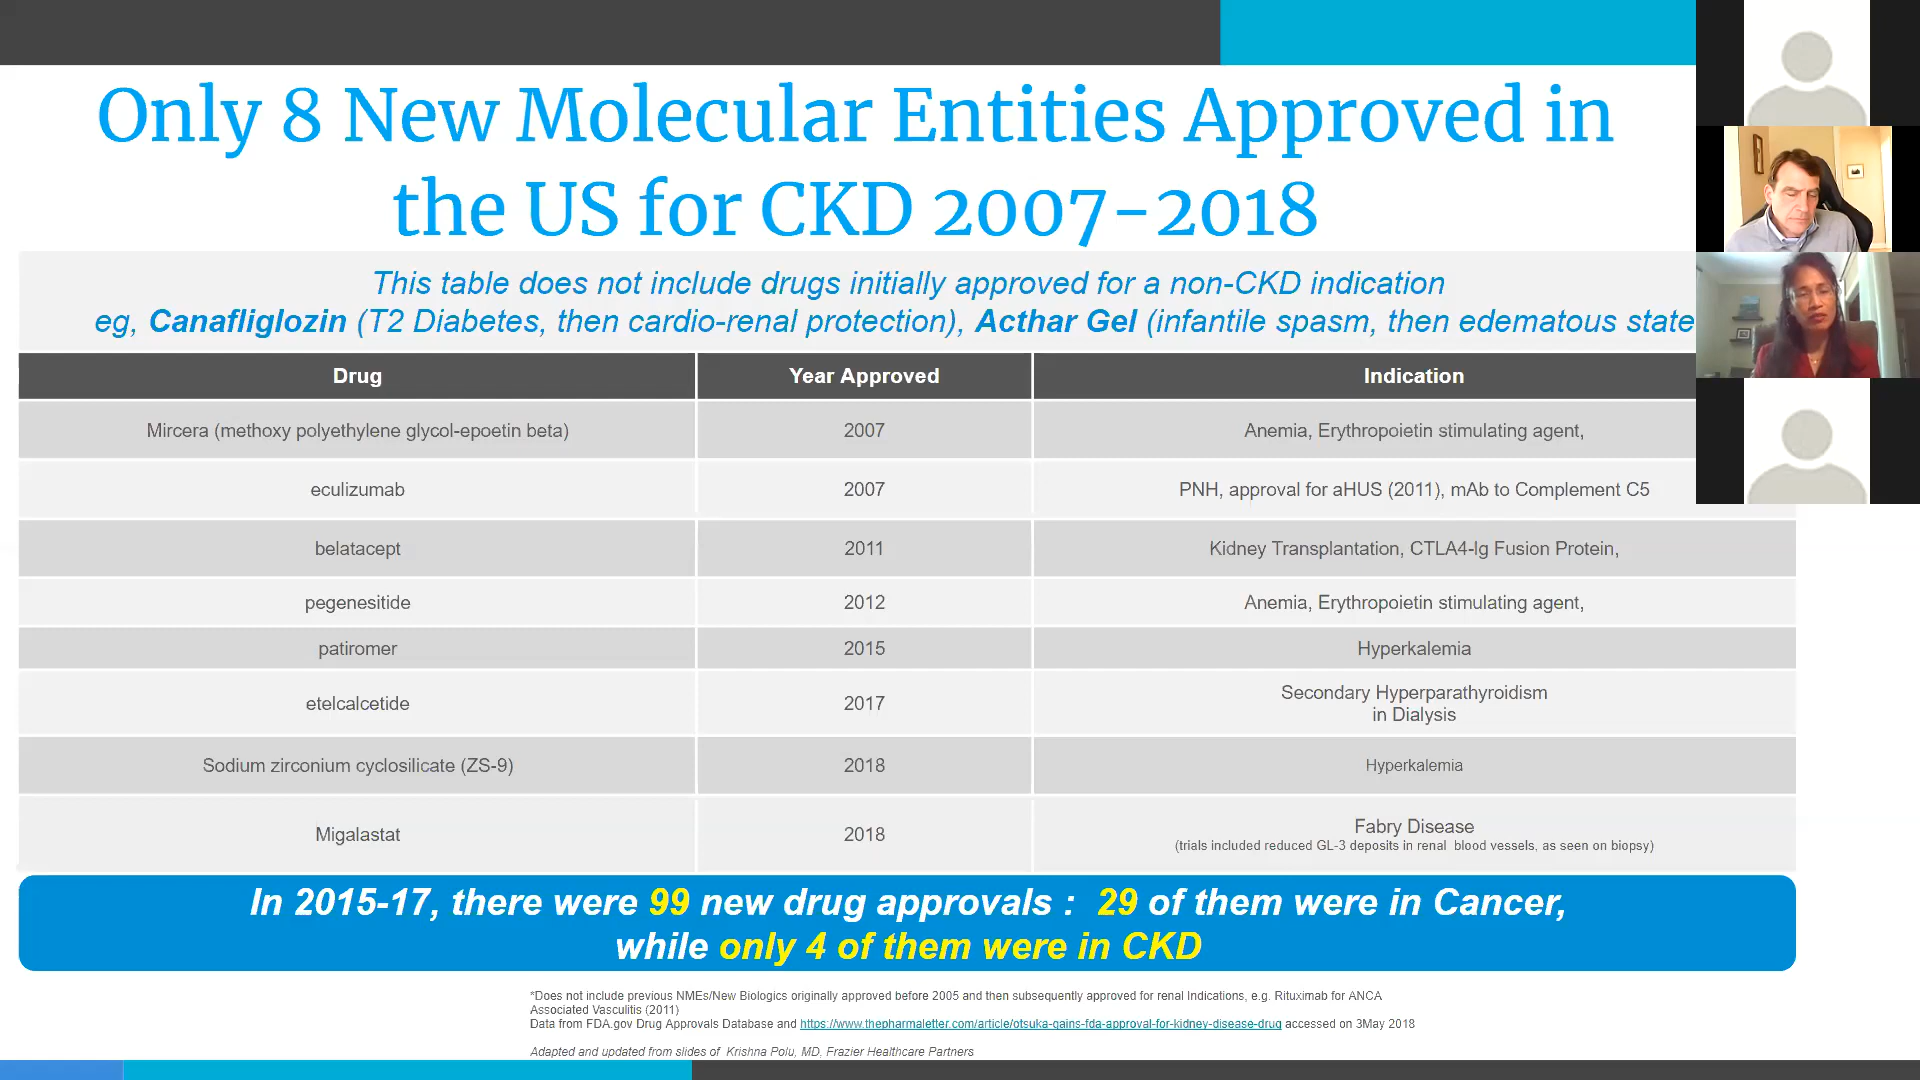 Only 8 New Molecular Entities Approved in
the US for CKD 2007-2018
This table does not include drugs initially approved for a non-CKD indication
eg, Canafliglozin (T2 Diabetes, then cardio-renal protection), Acthar Gel (infantile spasm, then edematous state
Drug Year Approved Indication
Mircera (methoxy polyethylene glycol-epoetin beta) 2007 Anemia, Erythropoietin stimulating agent,
eculizumab 2007 PNH, approval for aHUS (2011), mAb to Complement C5
belatacept 2011 Kidney Transplantation, CTLA4-Ig Fusion Protein,
pegenesitide 2012 Anemia, Erythropoietin stimulating agent,
patiromer 2015 Hyperkalemia
etelcalcetide 2017 Secondary Hyperparathyroidism
in Dialysis
Sodium zirconium cyclosilicate (ZS-9) 2018 Hyperkalemia
Migalastat 2018 Fabry Disease
(trials included reduced GL-3 deposits in renal blood vessels, as seen on biopsy)
In 2015-17, there were 99 new drug approvals : 29 of them were in Cancer,
while only 4 of them were in CKD
*Does not include previous NMEs/New Biologics originally approved before 2005 and then subsequently approved for renal Indications, e.g. Rituximab for ANCA
Associated Vasculitis (2011)
Data from FDA.gov Drug Approvals Database and https://www.thepharmaletter.com/article/otsuka-gains-fda-approval-for-kidney-disease-drug accessed on 3May 2018
Adapted and updated from slides of Krishna Polu, MD, Frazier Healthcare Partners